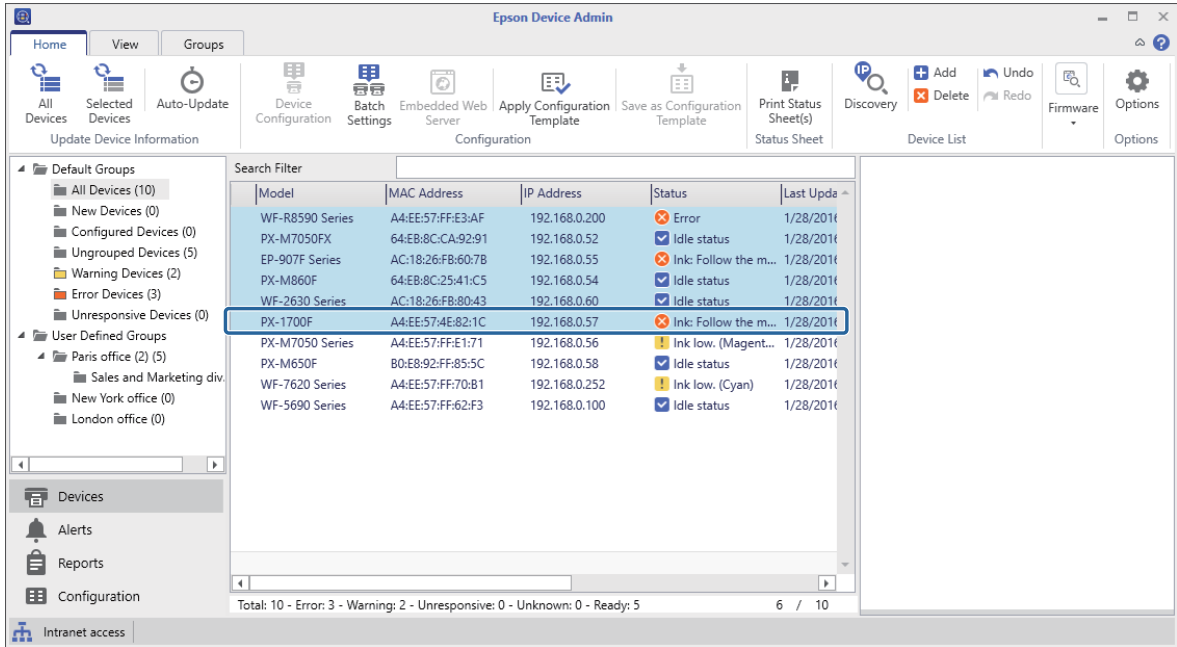 Epson Device Admin
Home View Groups
All Devices
Selected Devices
Auto-Update
Update Device Information
Device Configuration
Batch Settings
Embedded Web Server
Apply Configuration Template
Save as Configuration Template
Configuration
Print Status Sheet(s)
Status Sheet
IP
Discovery
Add
Delete
Undo
Redo
Device List
Firmware
Options
Options
Default Groups
All Devices (10)
New Devices (0)
Configured Devices (0)
Ungrouped Devices (5)
Warning Devices (2)
Error Devices (3)
Unresponsive Devices (0)
User Defined Groups
Paris office (2) (5)
Sales and Marketing div.
New York office (0)
London office (0)
Devices
Alerts
Reports
Configuration
Search Filter
Model MAC Address IP Address Status Last Upda
WF-R8590 Series A4:EE:57:FF:E3:AF 192.168.0.200 Error 1/28/2016
PX-M7050FX 64:EB:8C:CA:92:91 192.168.0.52 Idle status 1/28/2016
EP-907F Series AC:18:26:FB:60:7B 192.168.0.55 Ink: Follow the m... 1/28/2016
PX-M860F 64:EB:8C:25:41:C5 192.168.0.54 Idle status 1/28/2016
WF-2630 Series AC:18:26:FB:80:43 192.168.0.60 Idle status 1/28/2016
PX-1700F A4:EE:57:4E:82:1C 192.168.0.57 Ink: Follow the m... 1/28/2016
PX-M7050 Series A4:EE:57:FF:E1:71 192.168.0.56 Ink low. (Magent... 1/28/2016
PX-M650F B0:E8:92:FF:85:5C 192.168.0.58 Idle status 1/28/2016
WF-7620 Series A4:EE:57:FF:70:B1 192.168.0.252 Ink low. (Cyan) 1/28/2016
WF-5690 Series A4:EE:57:FF:62:F3 192.168.0.100 Idle status 1/28/2016
Total: 10 - Error: 3 - Warning: 2 - Unresponsive: 0 - Unknown: 0 - Ready: 5 6 / 10
Intranet access